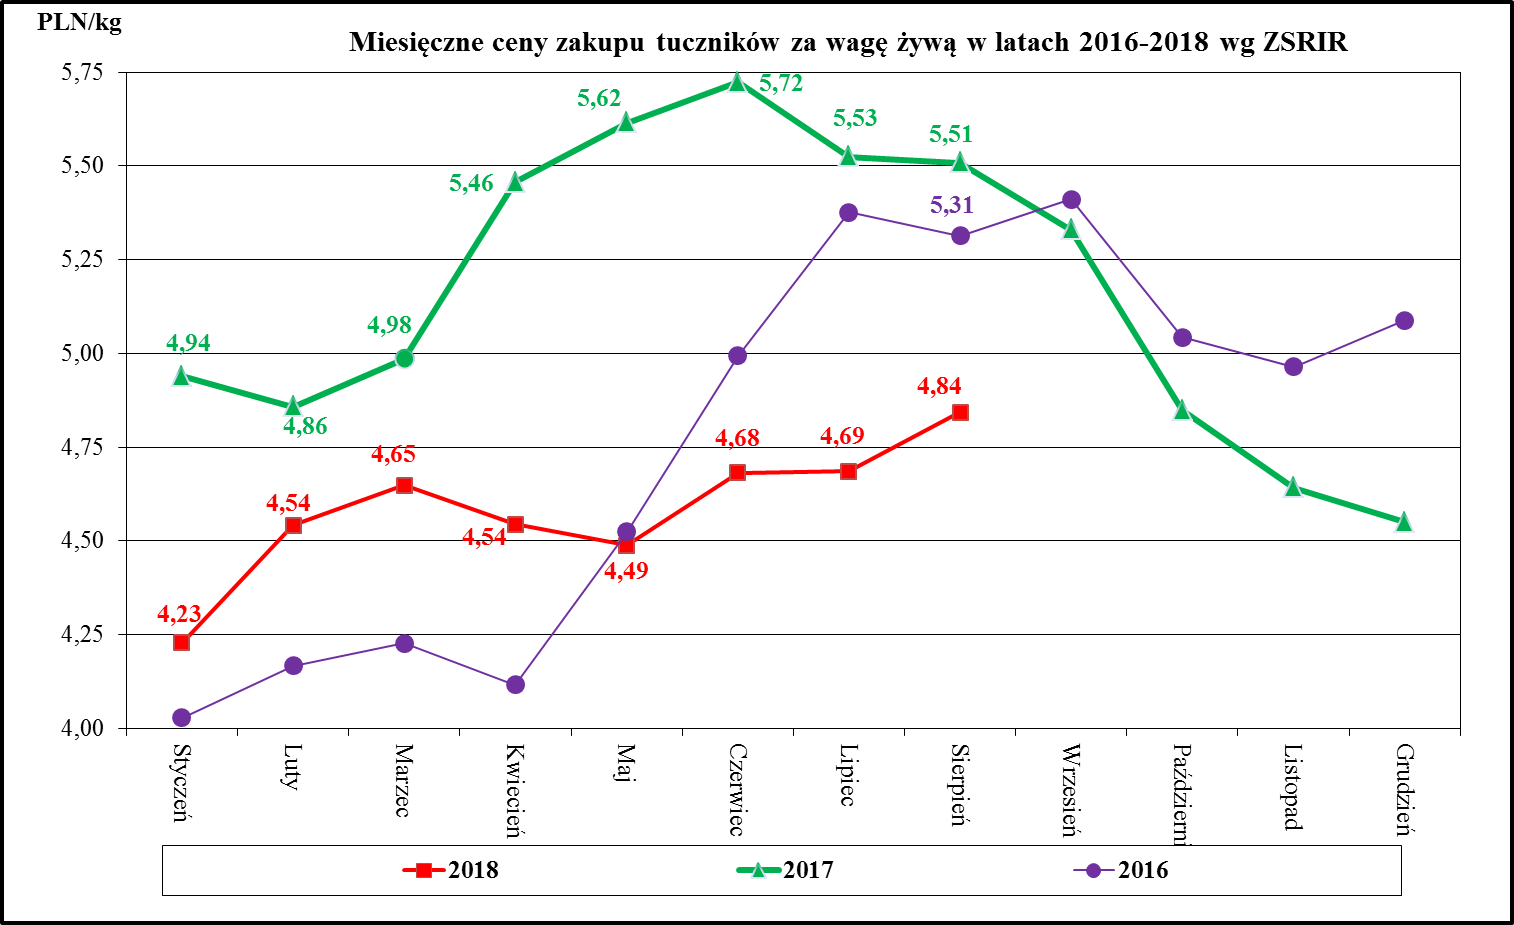 PLN/kg
Miesięczne ceny zakupu tuczników za wagę żywą w latach 2016-2018 wg ZSRIR
5,75
5,50
5,25
5,00
4,75
4,50
4,25
4,00
4,94
4,86
4,98
5,46
5,62
5,72
5,53
5,51
5,31
4,23
4,54
4,65
4,54
4,49
4,68
4,69
4,84
Styczeń
Luty
Marzec
Kwiecień
Maj
Czerwiec
Lipiec
Sierpień
Wrzesień
Październi
Listopad
Grudzień
2018
2017
2016